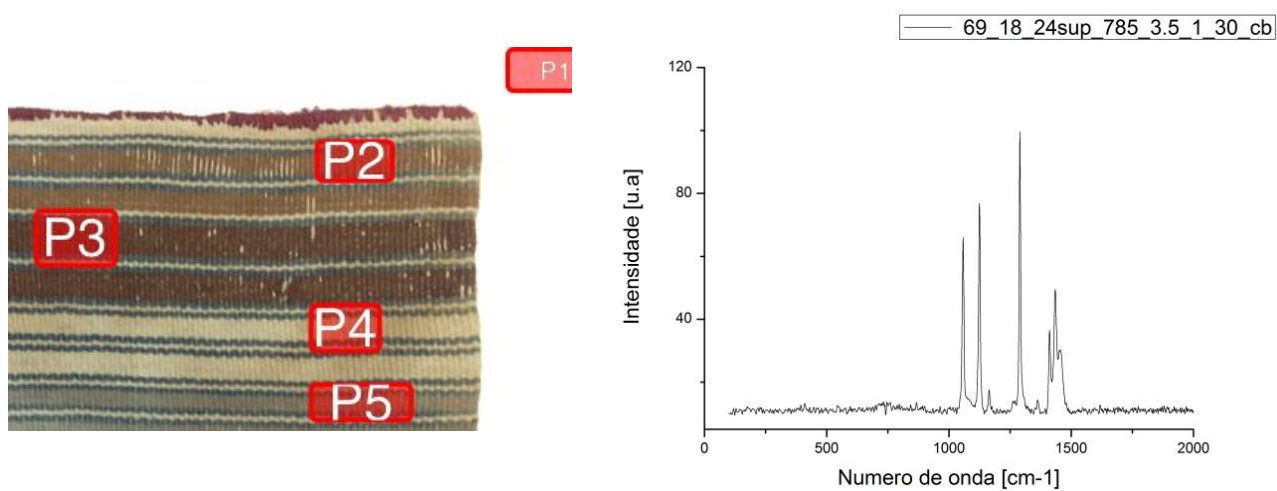 P1
P2
P3
P4
P5
69_18_24sup_785_3.5_1_30_cb
120
80
40
Intensidade [u.a]
0
500
1000
1500
2000
Numero de onda [cm-1]